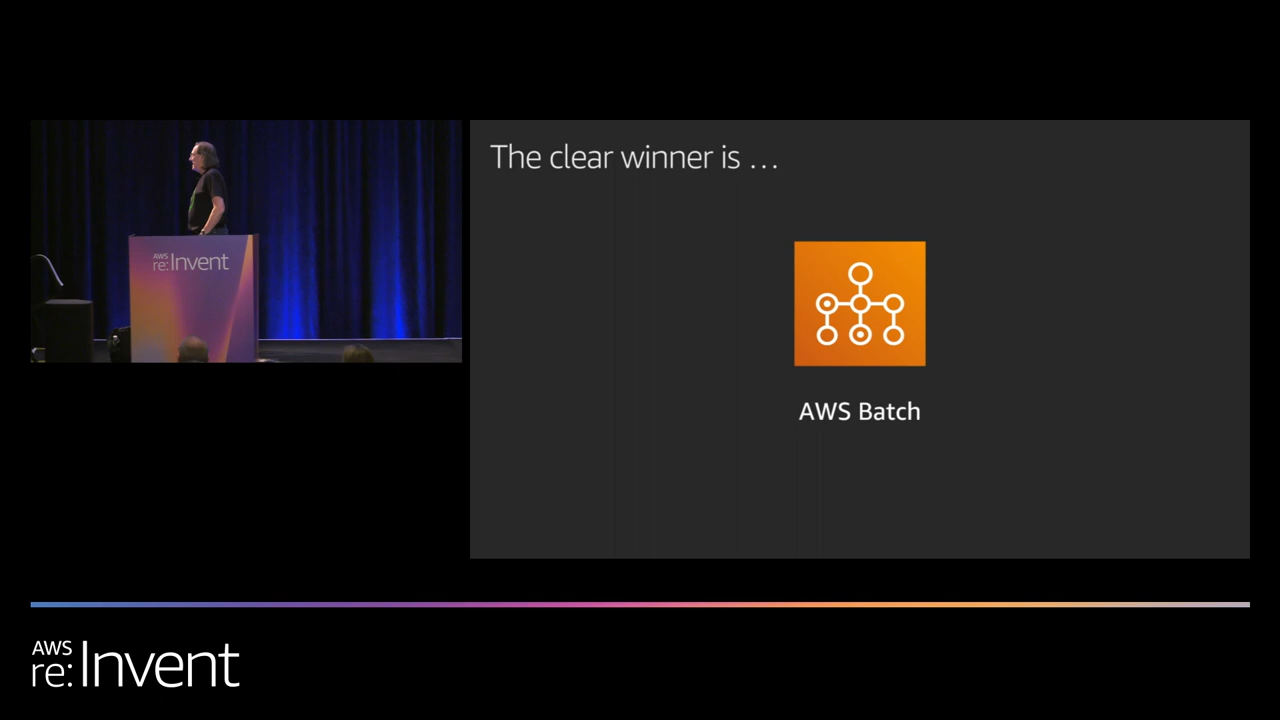 AWS
re:Invent
The clear winner is ...
AWS Batch
AWS
re:Invent